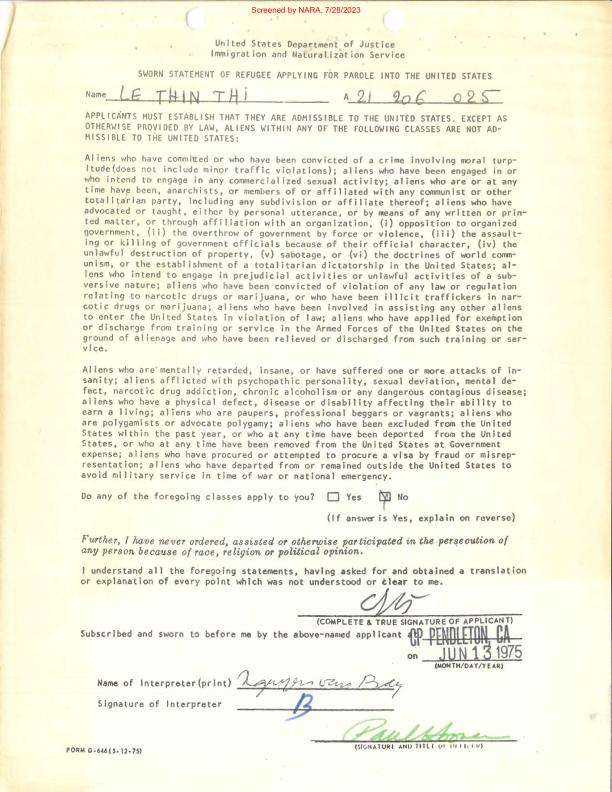 Screened by NARA, 7/28/2023
United States Department of Justice
Immigration and Naturalization Service
SWORN STATEMENT OF REFUGEE APPLYING FOR PAROLE INTO THE UNITED STATES
Name LE THIN THI A 21 206 025
APPLICANTS MUST ESTABLISH THAT THEY ARE ADMISSIBLE TO THE UNITED STATES. EXCEPT AS
OTHERWISE PROVIDED BY LAW, ALIENS WITHIN ANY OF THE FOLLOWING CLASSES ARE NOT AD-
MISSIBLE TO THE UNITED STATES:
Aliens who have committed or who have been convicted of a crime involving moral turp-
itude(does not include minor traffic violations); aliens who have been engaged in or
who intend to engage in any commercialized sexual activity; aliens who are or at any
time have been, anarchists, or members of or affiliated with any communist or other
totalitarian party, including any subdivision or affiliate thereof; aliens who have
advocated or taught, either by personal utterance, or by means of any written or prin-
ted matter, or through affiliation with an organization, (i) opposition to organized
government, (ii) the overthrow of government by force or violence, (iii) the assault-
ing or killing of government officials because of their official character, (iv) the
unlawful destruction of property, (v) sabotage, or (vi) the doctrines of world comm-
unism, or the establishment of a totalitarian dictatorship in the United States; al-
iens who intend to engage in prejudicial activities or unlawful activities of a sub-
versive nature; aliens who have been convicted of violation of any law or regulation
relating to narcotic drugs or marijuana, or who have been illicit traffickers in nar-
cotic drugs or marijuana; aliens who have been involved in assisting any other aliens
to enter the United States in violation of law; aliens who have applied for exemption
or discharge from training or service in the Armed Forces of the United States on the
ground of alienage and who have been relieved or discharged from such training or ser-
vice.
Aliens who are mentally retarded, insane, or have suffered one or more attacks of in-
sanity; aliens afflicted with psychopathic personality, sexual deviation, mental de-
fect, narcotic drug addiction, chronic alcoholism or any dangerous contagious disease;
aliens who have a physical defect, disease or disability affecting their ability to
earn a living; aliens who are paupers, professional beggars or vagrants; aliens who
are polygamists or advocate polygamy; aliens who have been excluded from the United
States within the past year, or who at any time have been deported from the United
States, or who at any time have been removed from the United States at Government
expense; aliens who have procured or attempted to procure a visa by fraud or misrep-
resentation; aliens who have departed from or remained outside the United States to
avoid military service in time of war or national emergency.
Do any of the foregoing classes apply to you? Yes No
(If answer is Yes, explain on reverse)
Further, I have never ordered, assisted or otherwise participated in the persecution of
any person because of race, religion or political opinion.
I understand all the foregoing statements, having asked for and obtained a translation
or explanation of every point which was not understood or clear to me.
(COMPLETE & TRUE SIGNATURE OF APPLICANT)
Subscribed and sworn to before me by the above-named applicant at CP PENDLETON, CA
on JUN 13 1975
(MONTH/DAY/YEAR)
Name of Interpreter(print) Nguyen van
Signature of Interpreter B
Paul Hoover
(SIGNATURE AND TITLE OF OFFICER)
FORM G-646(5-12-75)